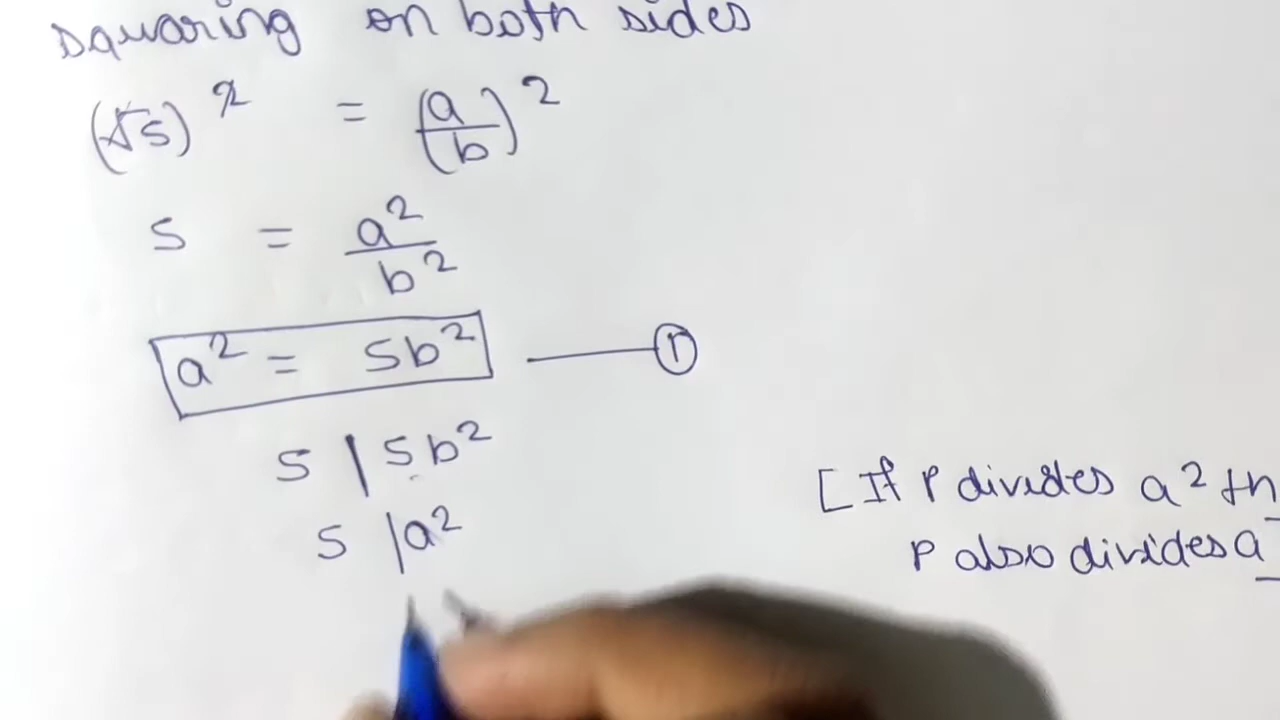 Squaring on both sides
(√5)² = (a/b)²
5 = a²/b²
a² = 5b² —— ①
5 | 5b²
5 | a²
[If P divides a² th
P also divides a]